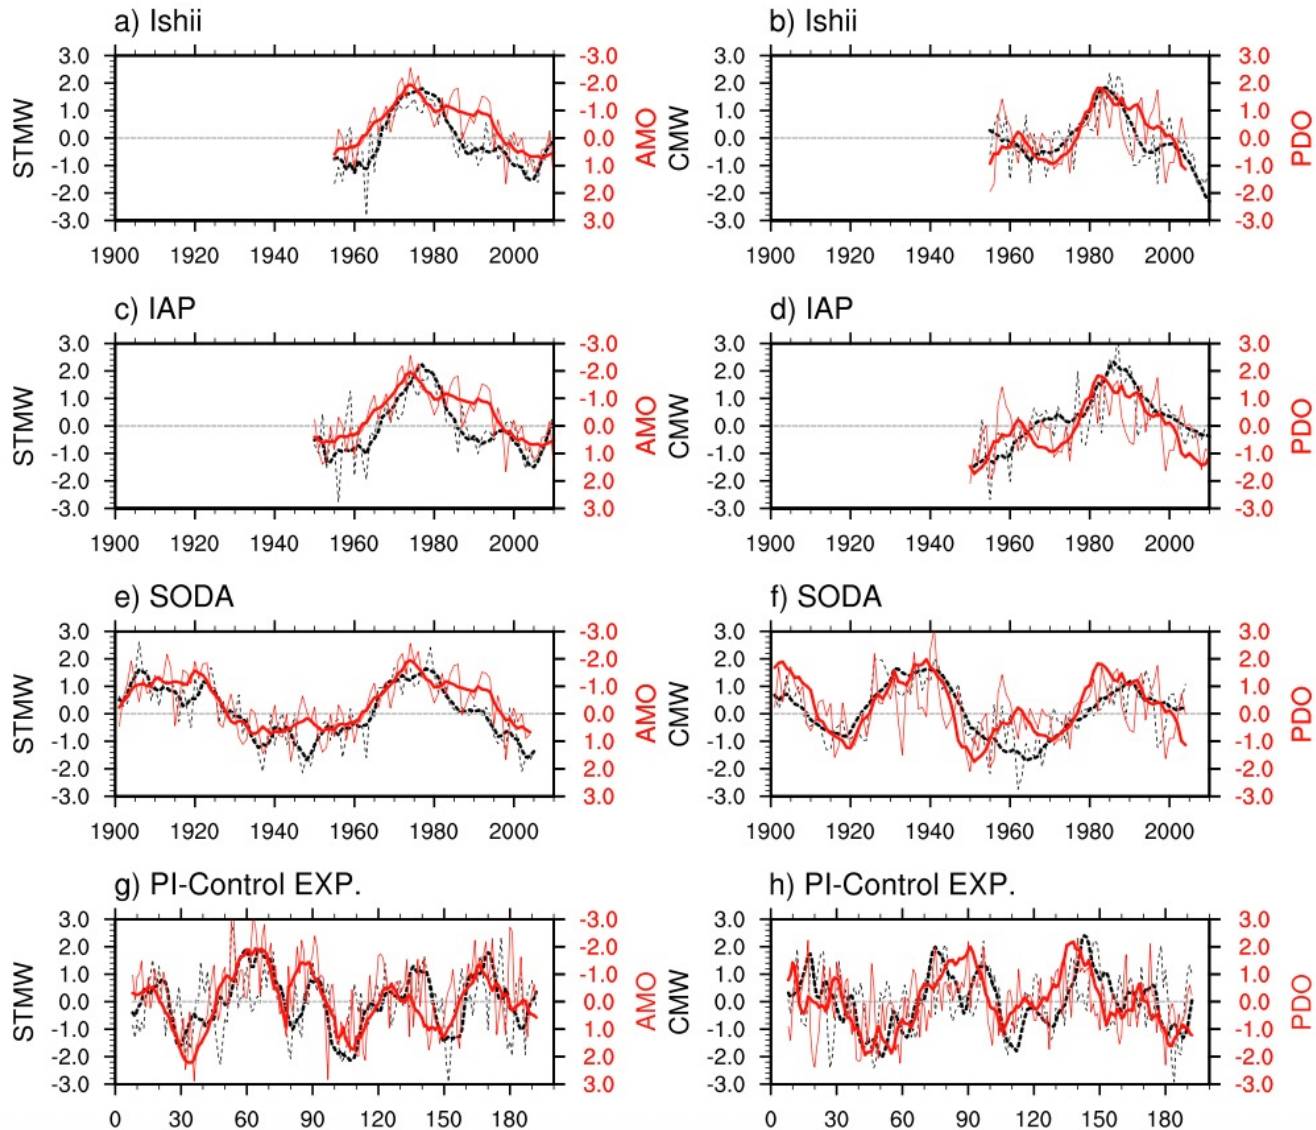 a) Ishii
b) Ishii
3.0 -3.0 3.0 3.0
2.0 -2.0 2.0 2.0
1.0 -1.0 1.0 1.0
STMW 0.0 0.0 AMO CMW 0.0 0.0 PDO
-1.0 1.0 -1.0 -1.0
-2.0 2.0 -2.0 -2.0
-3.0 3.0 -3.0 -3.0
1900 1920 1940 1960 1980 2000 1900 1920 1940 1960 1980 2000
c) IAP
d) IAP
3.0 -3.0 3.0 3.0
2.0 -2.0 2.0 2.0
1.0 -1.0 1.0 1.0
STMW 0.0 0.0 AMO CMW 0.0 0.0 PDO
-1.0 1.0 -1.0 -1.0
-2.0 2.0 -2.0 -2.0
-3.0 3.0 -3.0 -3.0
1900 1920 1940 1960 1980 2000 1900 1920 1940 1960 1980 2000
e) SODA
f) SODA
3.0 -3.0 3.0 3.0
2.0 -2.0 2.0 2.0
1.0 -1.0 1.0 1.0
STMW 0.0 0.0 AMO CMW 0.0 0.0 PDO
-1.0 1.0 -1.0 -1.0
-2.0 2.0 -2.0 -2.0
-3.0 3.0 -3.0 -3.0
1900 1920 1940 1960 1980 2000 1900 1920 1940 1960 1980 2000
g) PI-Control EXP.
h) PI-Control EXP.
3.0 -3.0 3.0 3.0
2.0 -2.0 2.0 2.0
1.0 -1.0 1.0 1.0
STMW 0.0 0.0 AMO CMW 0.0 0.0 PDO
-1.0 1.0 -1.0 -1.0
-2.0 2.0 -2.0 -2.0
-3.0 3.0 -3.0 -3.0
0 30 60 90 120 150 180 0 30 60 90 120 150 180